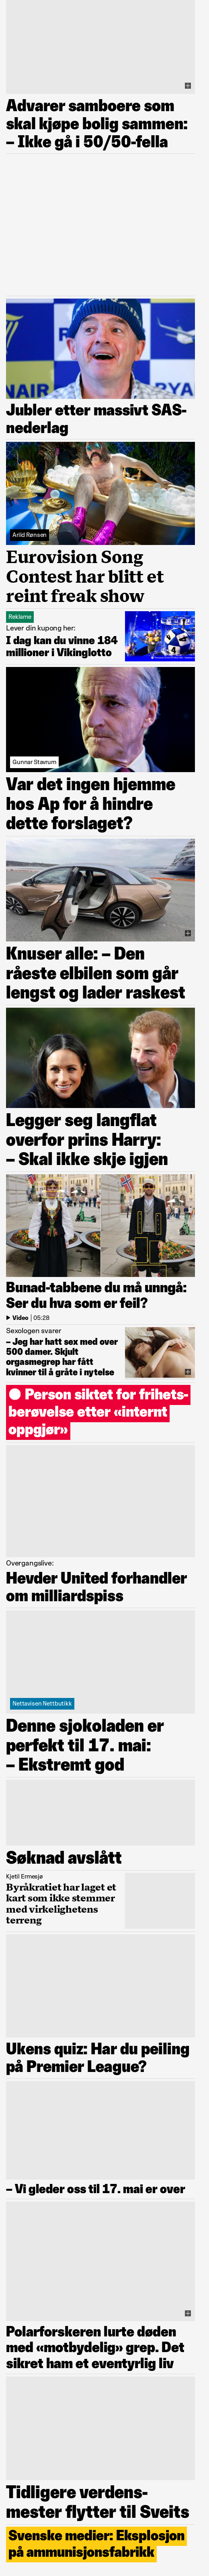 Advarer samboere som
skal kjøpe bolig sammen:
– Ikke gå i 50/50-fella
NAIR
RYA
Jubler etter massivt SAS-
nederlag
Arild Rønsen
Eurovision Song
Contest har blitt et
reint freak show
Reklame
Lever din kupong her:
I kveld kan du vinne 184
millioner i Vikinglotto
4
Gunnar Stavrum
Var det ingen hjemme
hos Ap for å hindre
dette forslaget?
Knuser alle: – Den
råeste elbilen som går
lengst og lader raskest
Legger seg langflat
overfor prins Harry:
– Skal ikke skje igjen
Bunad-tabbene du må unngå:
Ser du hva som er feil?
Video | 05:28
Sexologen svarer
– Jeg har hatt sex med over
500 damer. Skjult
orgasmegrep har fått
kvinner til å gråte i nytelse
Person siktet for frihets-
berøvelse etter «internt
oppgjør»
Overgangalive:
Hevder United forhandler
om milliardspiss
Nettavisen Nettbutikk
Denne sjokoladen er
perfekt til 17. mai:
– Ekstremt god
Søknad avslått
Kjetil Ermesjø
Byråkratiet har laget et
kart som ikke stemmer
med virkelighetens
terreng
Ukens quiz: Har du peiling
på Premier League?
– Vi gleder oss til 17. mai er over
Polarforskeren lurte døden
med «motbydelig» grep. Det
sikret ham et eventyrlig liv
Tidligere verdens-
mester flytter til Sveits
Svenske medier: Eksplosjon
på ammunisjonsfabrikk